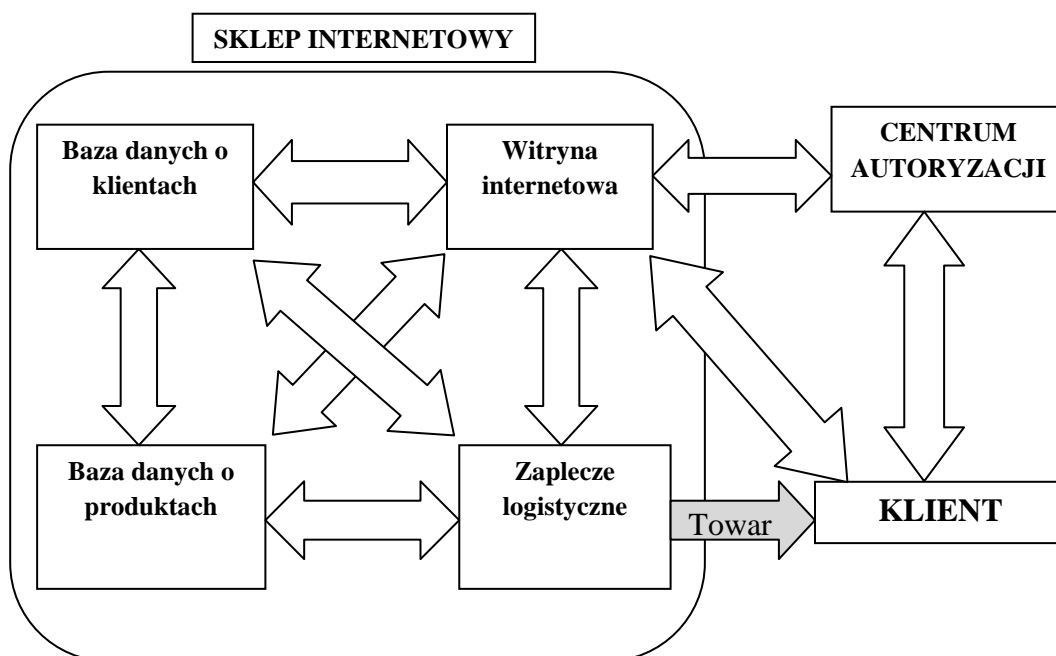 SKLEP INTERNETOWY
Baza danych o
klientach
Witryna
internetowa
CENTRUM
AUTORYZACJI
Baza danych o
produktach
Zaplecze
logistyczne
Towar
KLIENT